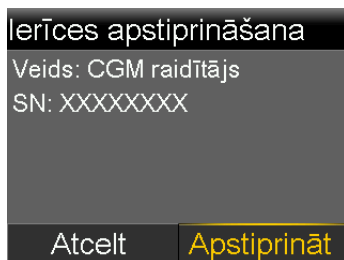 Ierīces apstiprināšana
Veids: CGM raidītājs
SN: XXXXXXXX
Atcelt
Apstiprināt